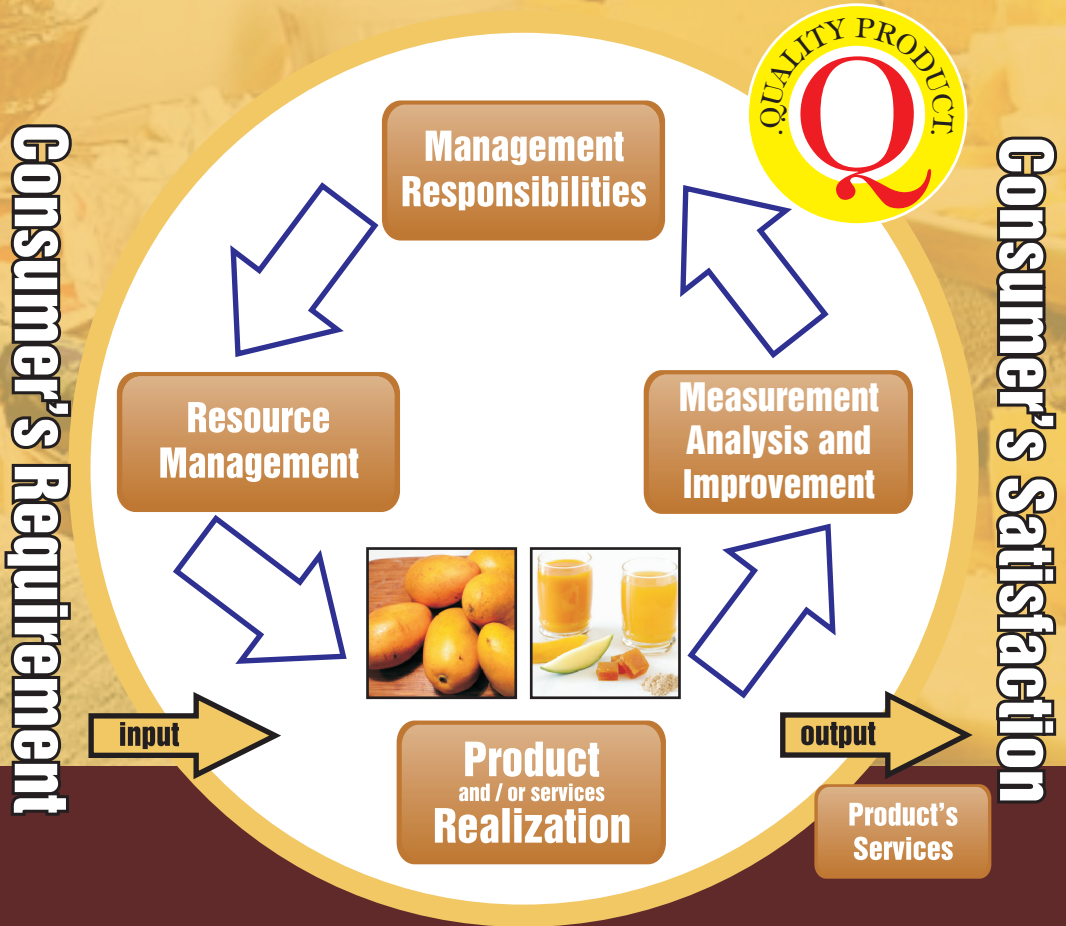 .QUALITY PRODUCT.
Q
Management
Responsibilities
Consumer's Requirement
Consumer's Satisfaction
Resource
Management
Measurement
Analysis and
Improvement
input
output
Product
and / or services
Realization
Product's
Services